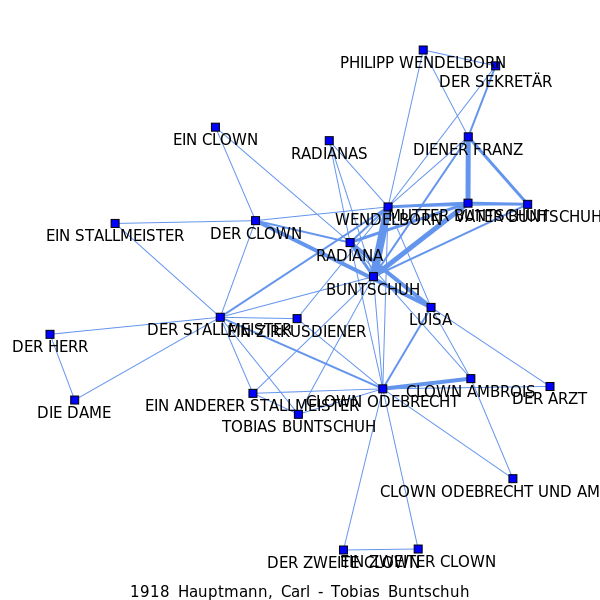 PHILIPP WENDELBORN
DER SEKRETÄR
EIN CLOWN
DIENER FRANZ
RADIANAS
WENDELBORN
MUTTER BUNTSCHUH
VATER BUNTSCHUH
DER CLOWN
EIN STALLMEISTER
RADIANA
BUNTSCHUH
LUISA
DER STALLMEISTER
EIN ZIRKUSDIENER
DER HERR
CLOWN AMBROIS
DER ARZT
CLOWN ODEBRECHT
EIN ANDERER STALLMEISTER
DIE DAME
TOBIAS BUNTSCHUH
CLOWN ODEBRECHT UND AM
DER ZWEITE CLOWN
EIN ZWEITER CLOWN
1918 Hauptmann, Carl - Tobias Buntschuh